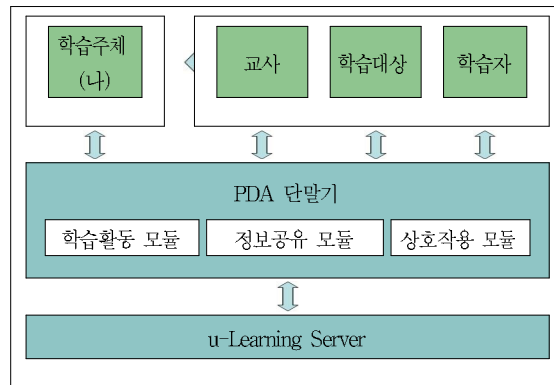 학습주체
(나)
교사
학습대상
학습자
PDA 단말기
학습활동 모듈
정보공유 모듈
상호작용 모듈
u-Learning Server